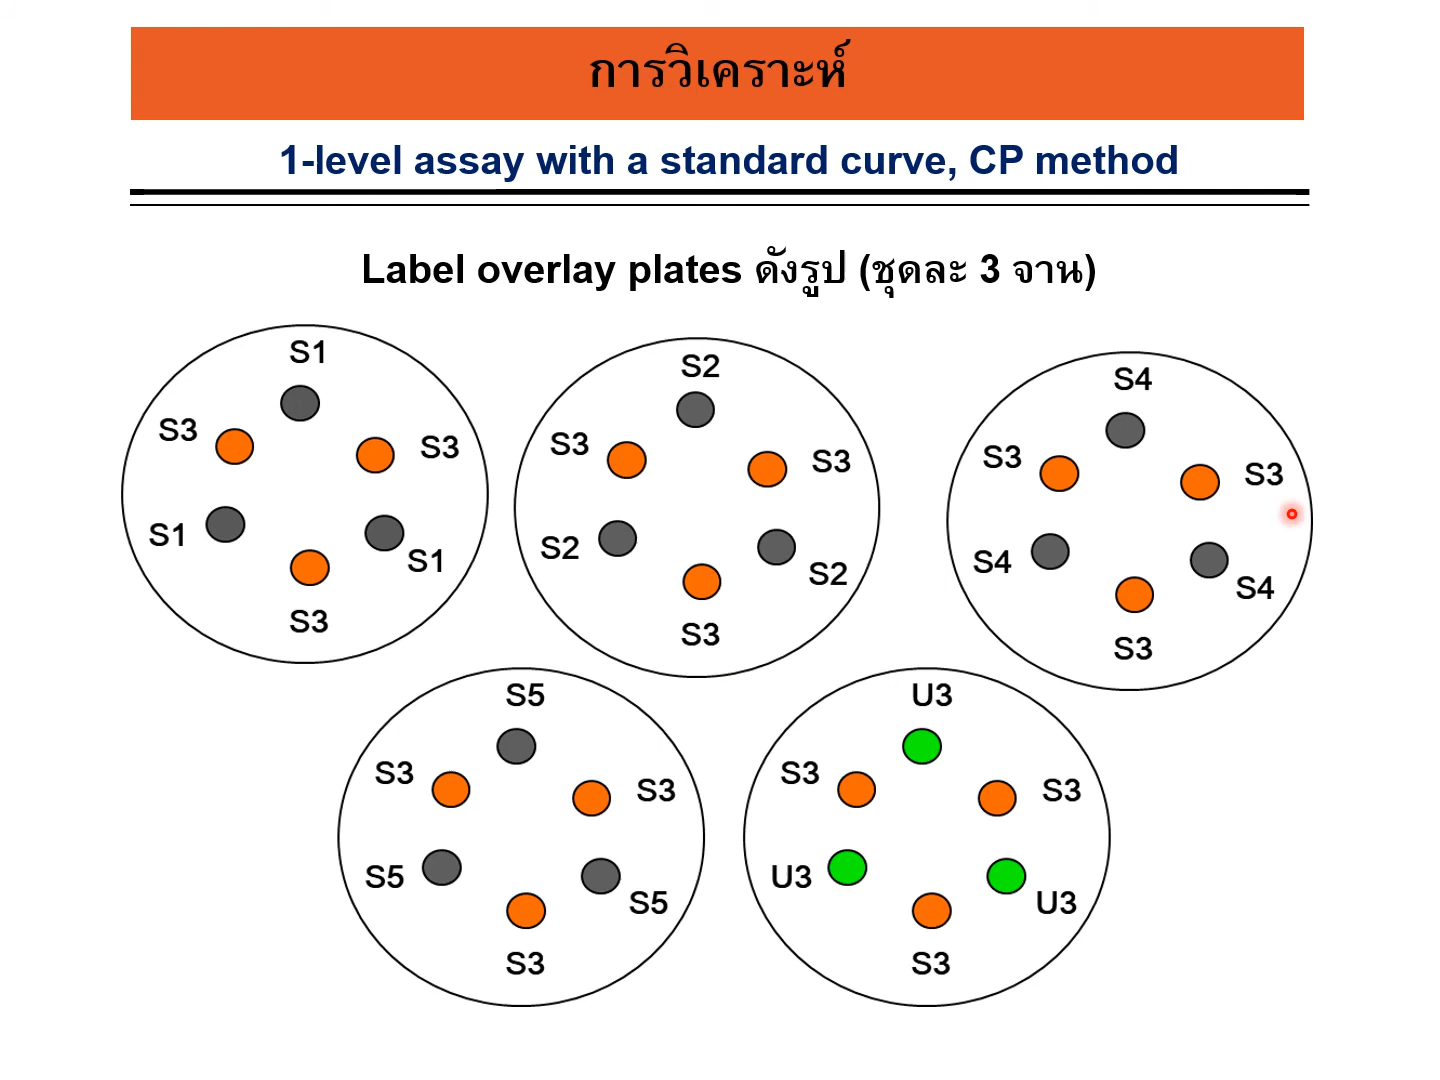 การวิเคราะห์
1-level assay with a standard curve, CP method
Label overlay plates ดังรูป (ชุดละ 3 จาน)
S1
S3
S3
S1
S1
S3
S2
S3
S3
S2
S2
S3
S4
S3
S3
S4
S4
S3
S5
S3
S3
S5
S5
S3
U3
S3
S3
U3
U3
S3